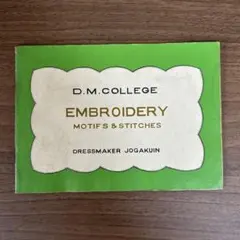 D.M.COLLEGE
EMBROIDERY
MOTIFS & STITCHES
DRESSMAKER JOGAKUIN